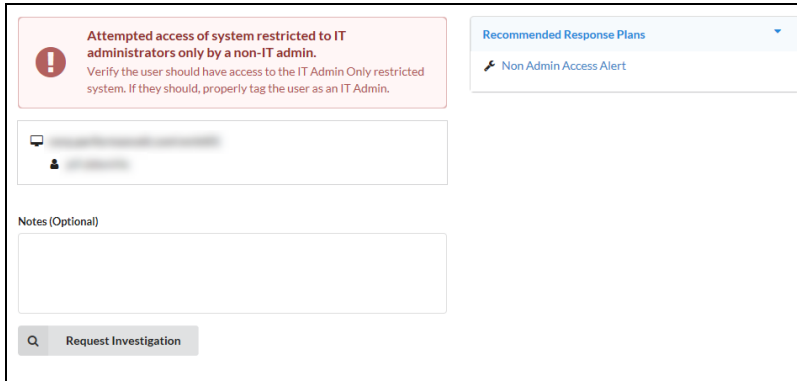 Attempted access of system restricted to IT
administrators only by a non-IT admin.
Verify the user should have access to the IT Admin Only restricted
system. If they should, properly tag the user as an IT Admin.
Recommended Response Plans
Non Admin Access Alert
Notes (Optional)
Request Investigation